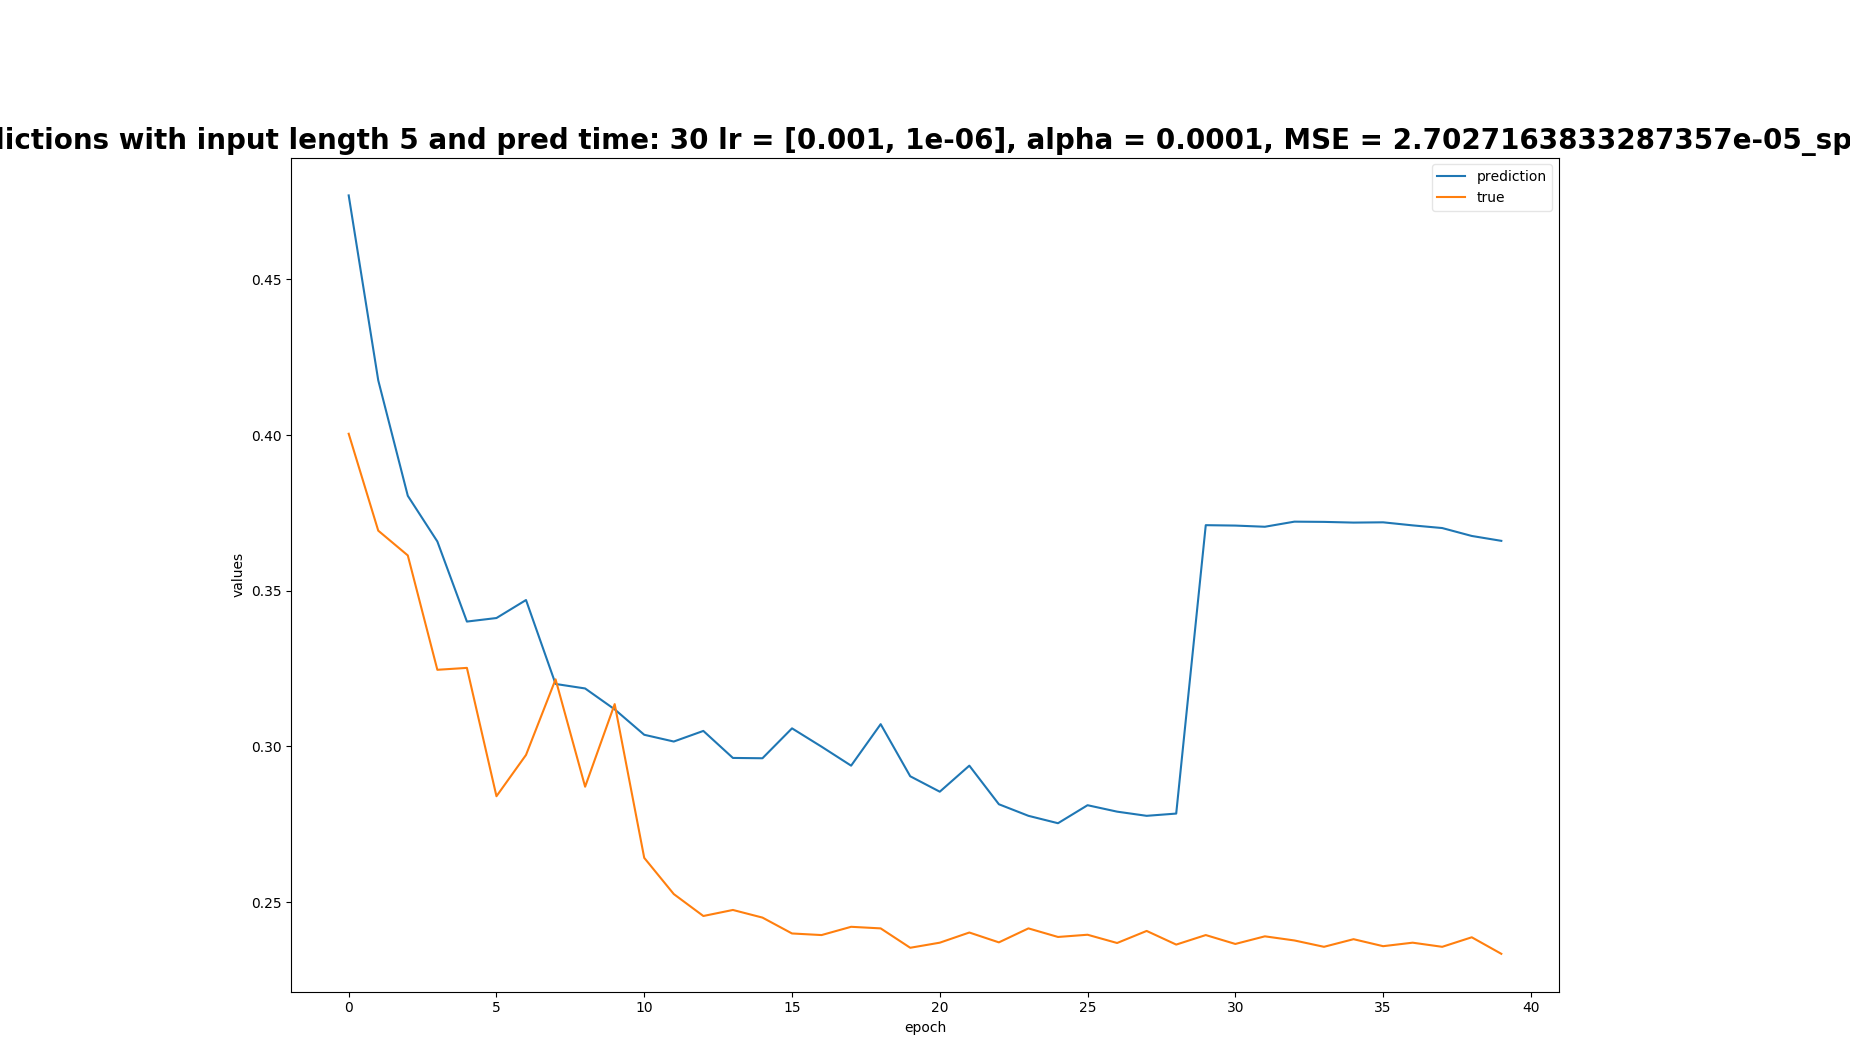 with input length 5 and pred time: 30 lr = [0.001, 1e-06], alpha = 0.0001, MSE = 2.7027163833287357e-05_sp
prediction
true
0.45
0.40
0.35
0.30
0.25
values
0 5 10 15 20 25 30 35 40
epoch